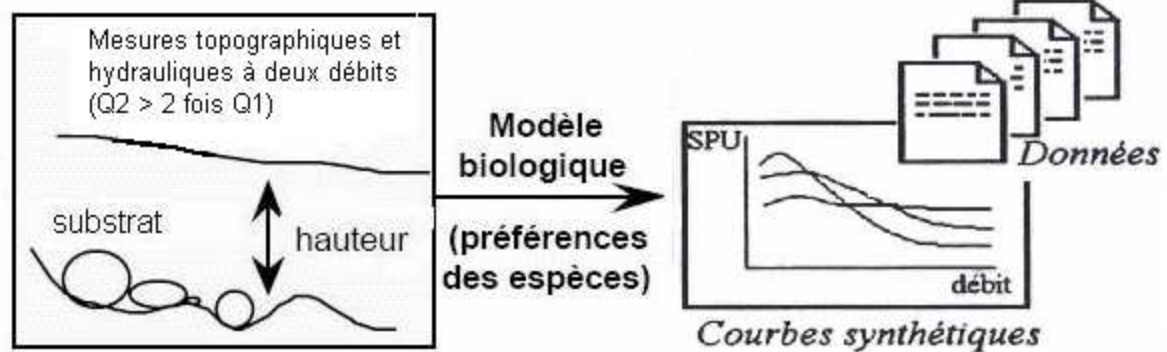 Mesures topographiques et
hydrauliques à deux débits
(Q2 > 2 fois Q1)
substrat
hauteur
Modèle
biologique
(préférences
des espèces)
SPU
Données
débit
Courbes synthétiques